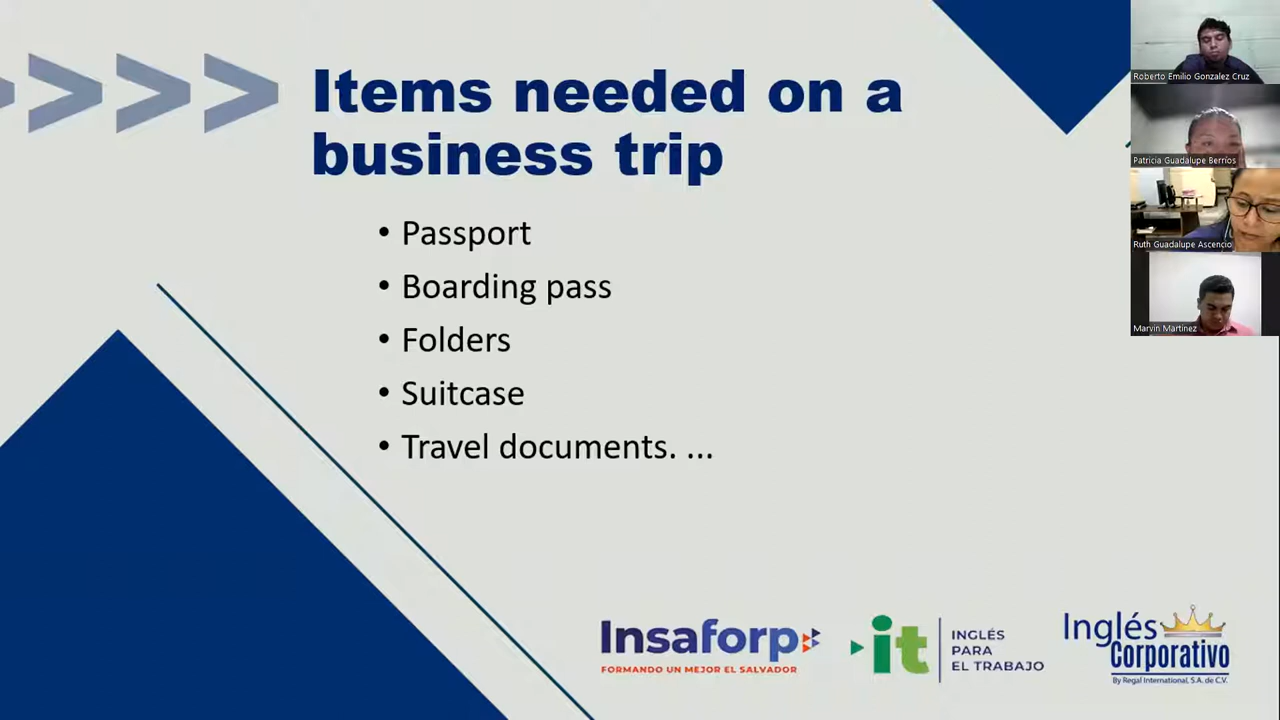 Items needed on a
business trip
• Passport
• Boarding pass
• Folders
• Suitcase
• Travel documents. ...
Roberto Emilio Gonzalez Cruz
Patricia Guadalupe Berríos
Ruth Guadalupe Ascencio
Marvin Martínez
Insaforp
FORMANDO UN MEJOR EL SALVADOR
it
INGLÉS
PARA
EL TRABAJO
Inglés
Corporativo
By Regal International, S.A. de C.V.